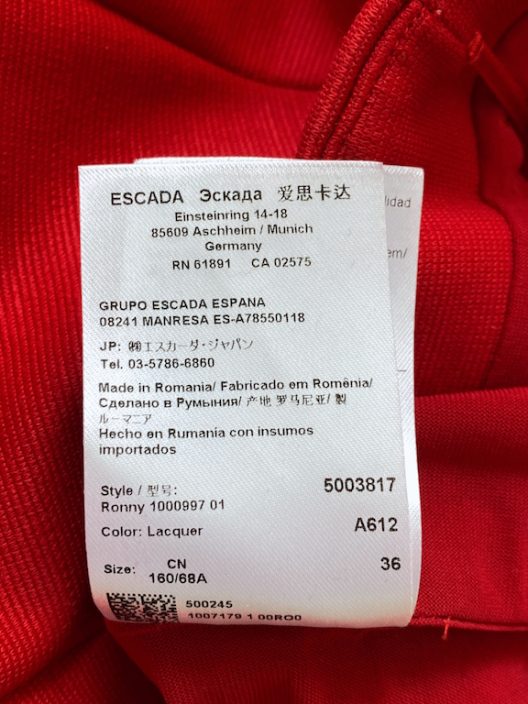 ESCADA Эскада 爱思卡达
Einsteinring 14-18
85609 Aschheim / Munich
Germany
RN 61891 CA 02575
GRUPO ESCADA ESPANA
08241 MANRESA ES-A78550118
JP: ㈱エスカーダ・ジャパン
Tel. 03-5786-6860
Made in Romania/ Fabricado em Romênia/
Сделано в Румыния/ 产地 罗马尼亚/ 製
ルーマニア
Hecho en Rumania con insumos
importados
Style / 型号: 5003817
Ronny 1000997 01
Color: Lacquer A612
Size: CN 36
160/68A
500245
1007179 1 00RO0